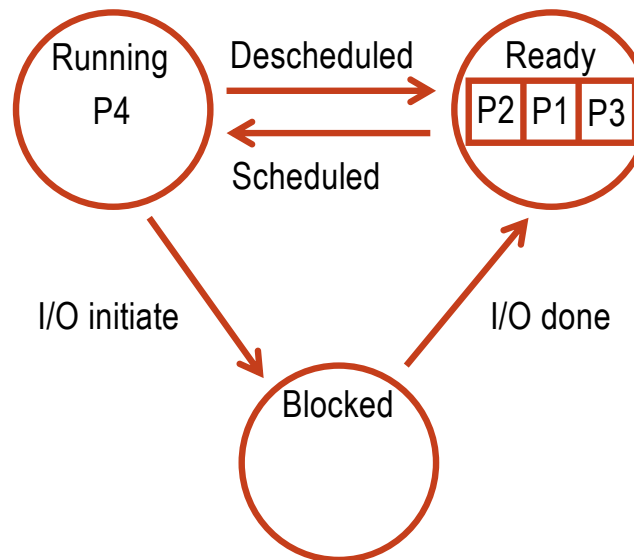 Running
P4
Descheduled
Scheduled
Ready
P2 P1 P3
I/O initiate
I/O done
Blocked